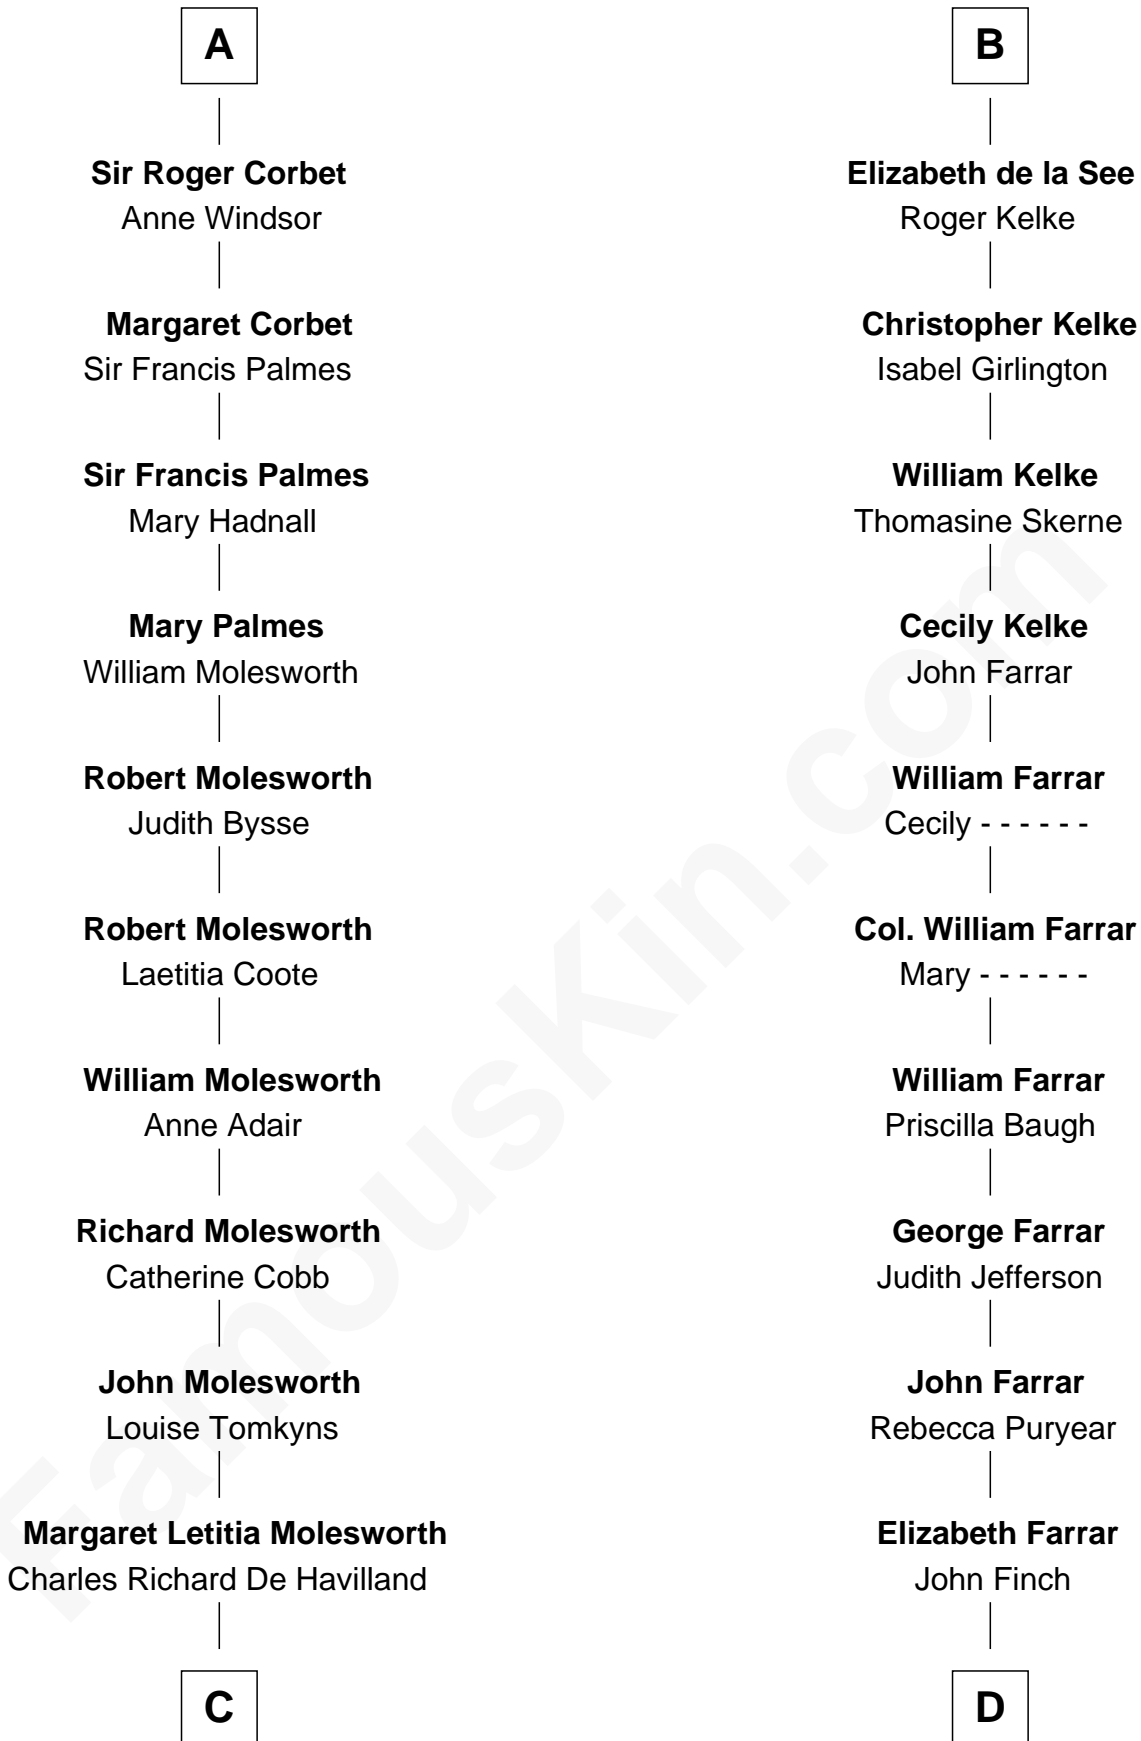 A
Sir Roger Corbet
Anne Windsor
Margaret Corbet
Sir Francis Palmes
Sir Francis Palmes
Mary Hadnall
Mary Palmes
William Molesworth
Robert Molesworth
Judith Bysse
Robert Molesworth
Laetitia Coote
William Molesworth
Anne Adair
Richard Molesworth
Catherine Cobb
John Molesworth
Louise Tomkyns
Margaret Letitia Molesworth
Charles Richard De Havilland
C
B
Elizabeth de la See
Roger Kelke
Christopher Kelke
Isabel Girlington
William Kelke
Thomasine Skerne
Cecily Kelke
John Farrar
William Farrar
Cecily - - - - - -
Col. William Farrar
Mary - - - - - -
William Farrar
Priscilla Baugh
George Farrar
Judith Jefferson
John Farrar
Rebecca Puryear
Elizabeth Farrar
John Finch
D
FamousKin.com